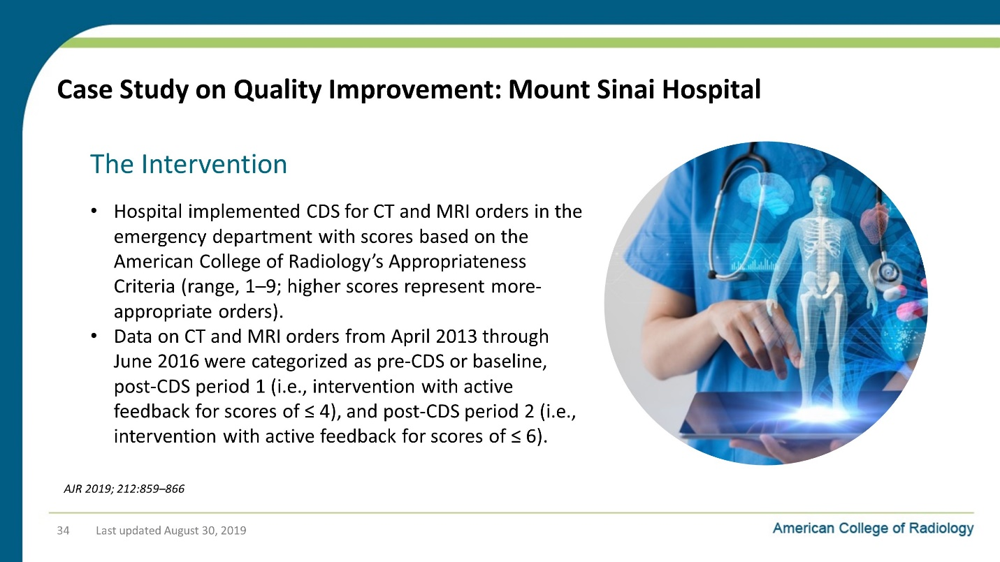 Case Study on Quality Improvement: Mount Sinai Hospital
The Intervention
• Hospital implemented CDS for CT and MRI orders in the
emergency department with scores based on the
American College of Radiology’s Appropriateness
Criteria (range, 1–9; higher scores represent more-
appropriate orders).
• Data on CT and MRI orders from April 2013 through
June 2016 were categorized as pre-CDS or baseline,
post-CDS period 1 (i.e., intervention with active
feedback for scores of ≤ 4), and post-CDS period 2 (i.e.,
intervention with active feedback for scores of ≤ 6).
AJR 2019; 212:859–866
34 Last updated August 30, 2019
American College of Radiology